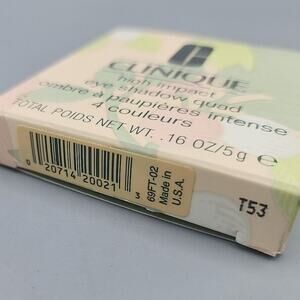 CLINIQUE
high impact
eye shadow quad
ombre à paupières intense
4 couleurs
TOTAL POIDS NET WT. .16 OZ/5g e
0 20714 20021 3
69FT-02
Made in
U.S.A.
T53